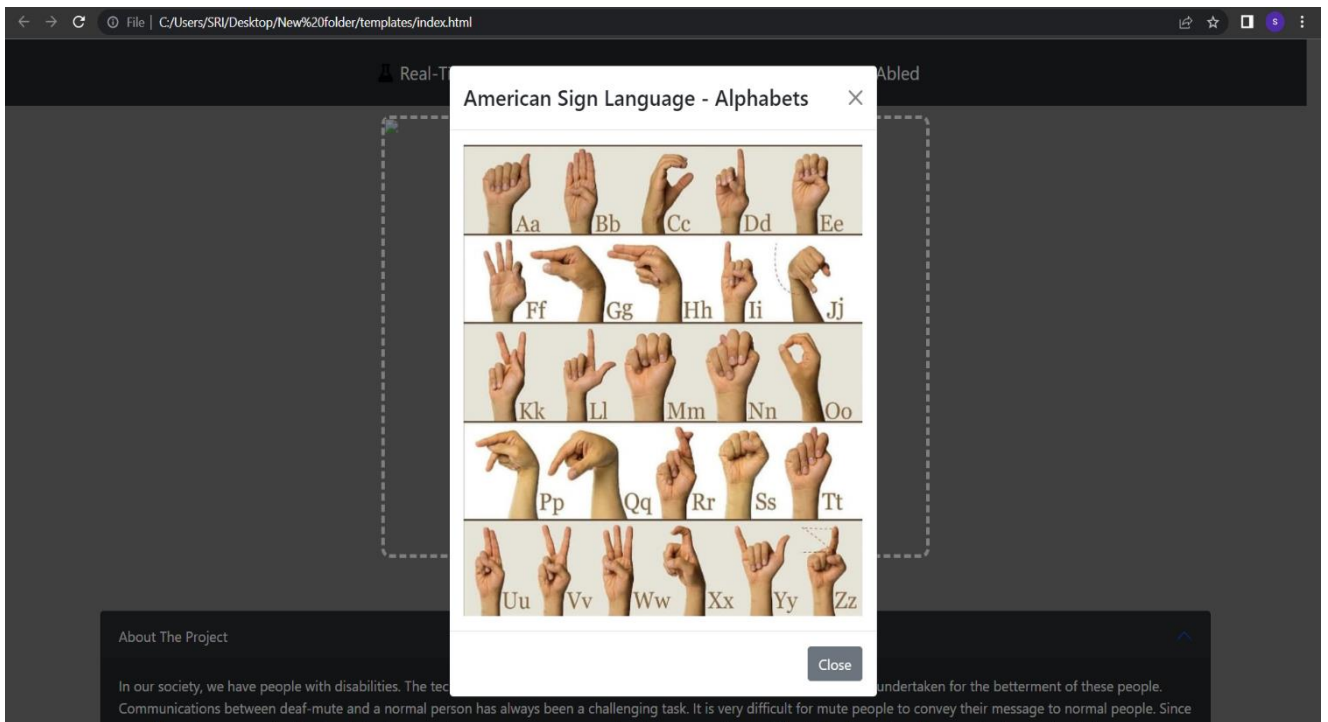 File | C:/Users/SRI/Desktop/New%20folder/templates/index.html
s
Real-Ti
Abled
American Sign Language - Alphabets
Aa Bb Cc Dd Ee
Ff Gg Hh Ii Jj
Kk Ll Mm Nn Oo
Pp Qq Rr Ss Tt
Uu Vv Ww Xx Yy Zz
Close
About The Project
In our society, we have people with disabilities. The tec undertaken for the betterment of these people.
Communications between deaf-mute and a normal person has always been a challenging task. It is very difficult for mute people to convey their message to normal people. Since